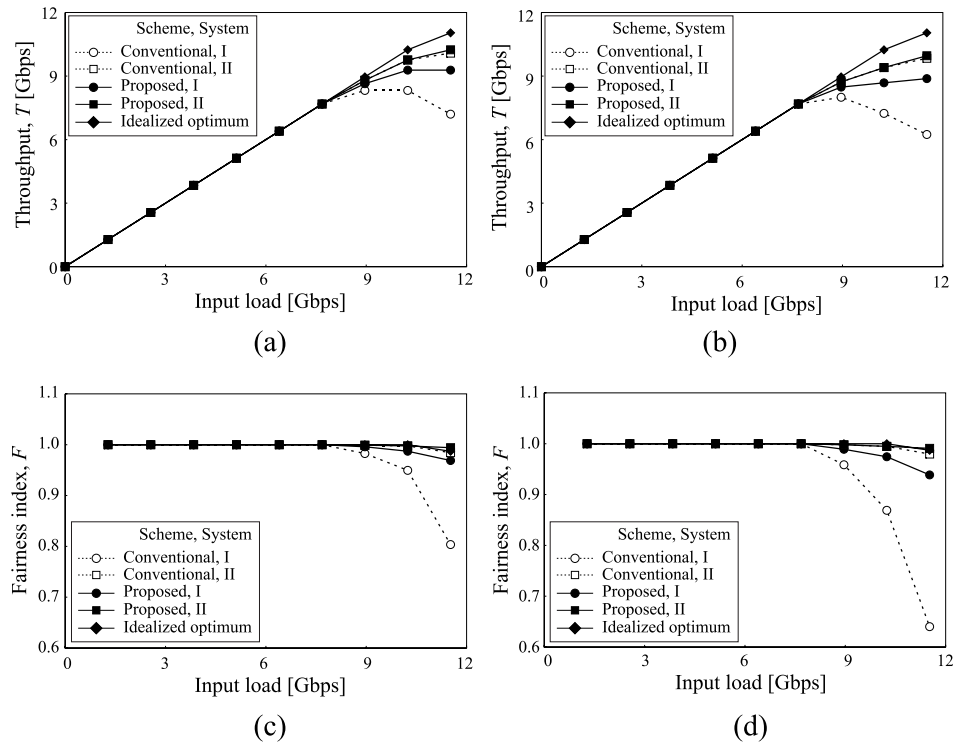 12
9
6
3
0
Throughput, T [Gbps]
Scheme, System
Conventional, I
Conventional, II
Proposed, I
Proposed, II
Idealized optimum
0 3 6 9 12
Input load [Gbps]
(a)
12
9
6
3
0
Throughput, T [Gbps]
Scheme, System
Conventional, I
Conventional, II
Proposed, I
Proposed, II
Idealized optimum
0 3 6 9 12
Input load [Gbps]
(b)
1.1
1.0
0.9
0.8
0.7
0.6
Fairness index, F
Scheme, System
Conventional, I
Conventional, II
Proposed, I
Proposed, II
Idealized optimum
0 3 6 9 12
Input load [Gbps]
(c)
1.1
1.0
0.9
0.8
0.7
0.6
Fairness index, F
Scheme, System
Conventional, I
Conventional, II
Proposed, I
Proposed, II
Idealized optimum
0 3 6 9 12
Input load [Gbps]
(d)